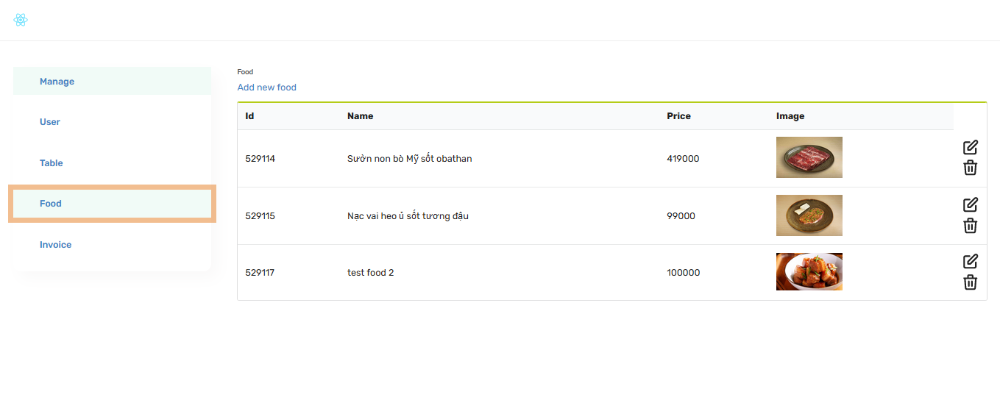 Manage
User
Table
Food
Invoice
Food
Add new food
Id Name Price Image
529114 Sườn non bò Mỹ sốt obathan 419000
529115 Nạc vai heo ủ sốt tương đậu 99000
529117 test food 2 100000